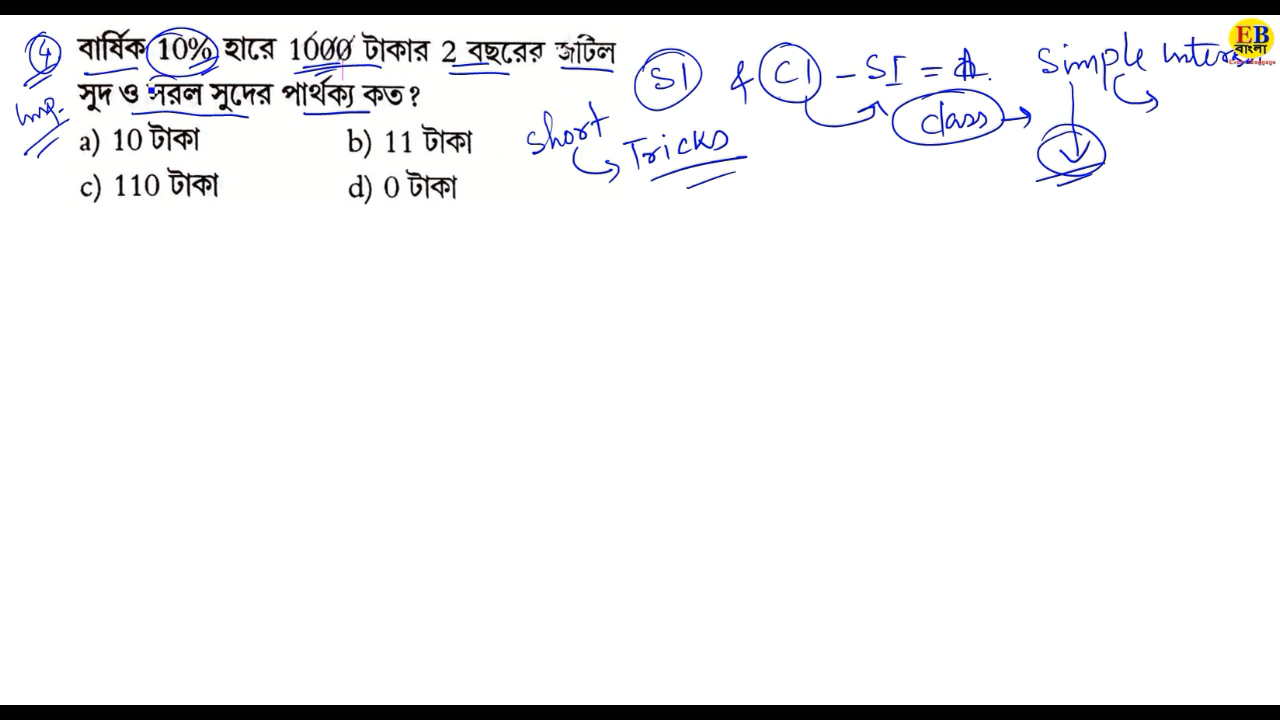 ④ বার্ষিক 10% হারে 1000 টাকার 2 বছরের জটিল
সুদ ও সরল সুদের পার্থক্য কত?
Imp.
a) 10 টাকা b) 11 টাকা
c) 110 টাকা d) 0 টাকা
SI & CI - SI =
class
short
Tricks
Simple Inter
EB
বাংলা